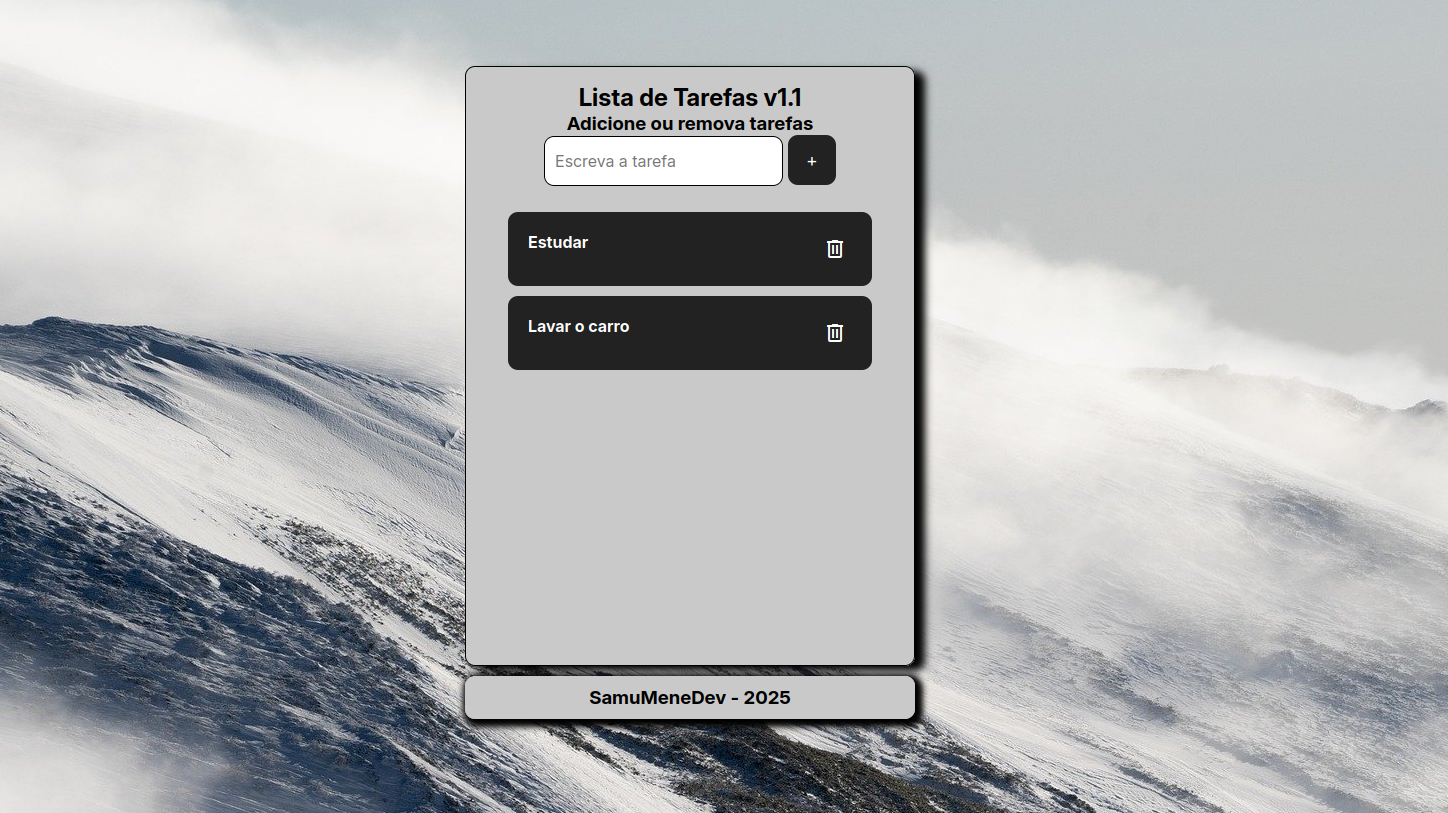 Lista de Tarefas v1.1
Adicione ou remova tarefas
Escreva a tarefa
+
Estudar
Lavar o carro
SamuMeneDev - 2025